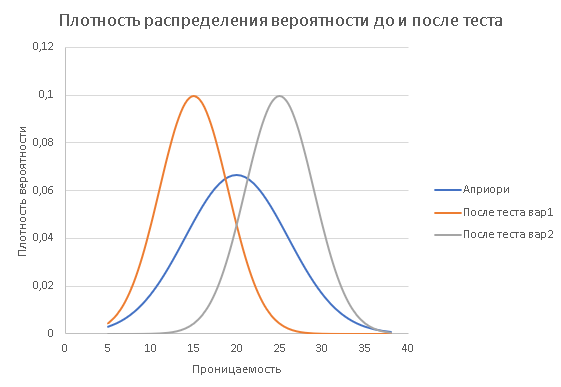 Плотность распределения вероятности до и после теста
0,12
0,1
0,08
0,06
0,04
0,02
0
Плотность вероятности
0 5 10 15 20 25 30 35 40
Проницаемость
Априори
После теста вар1
После теста вар2